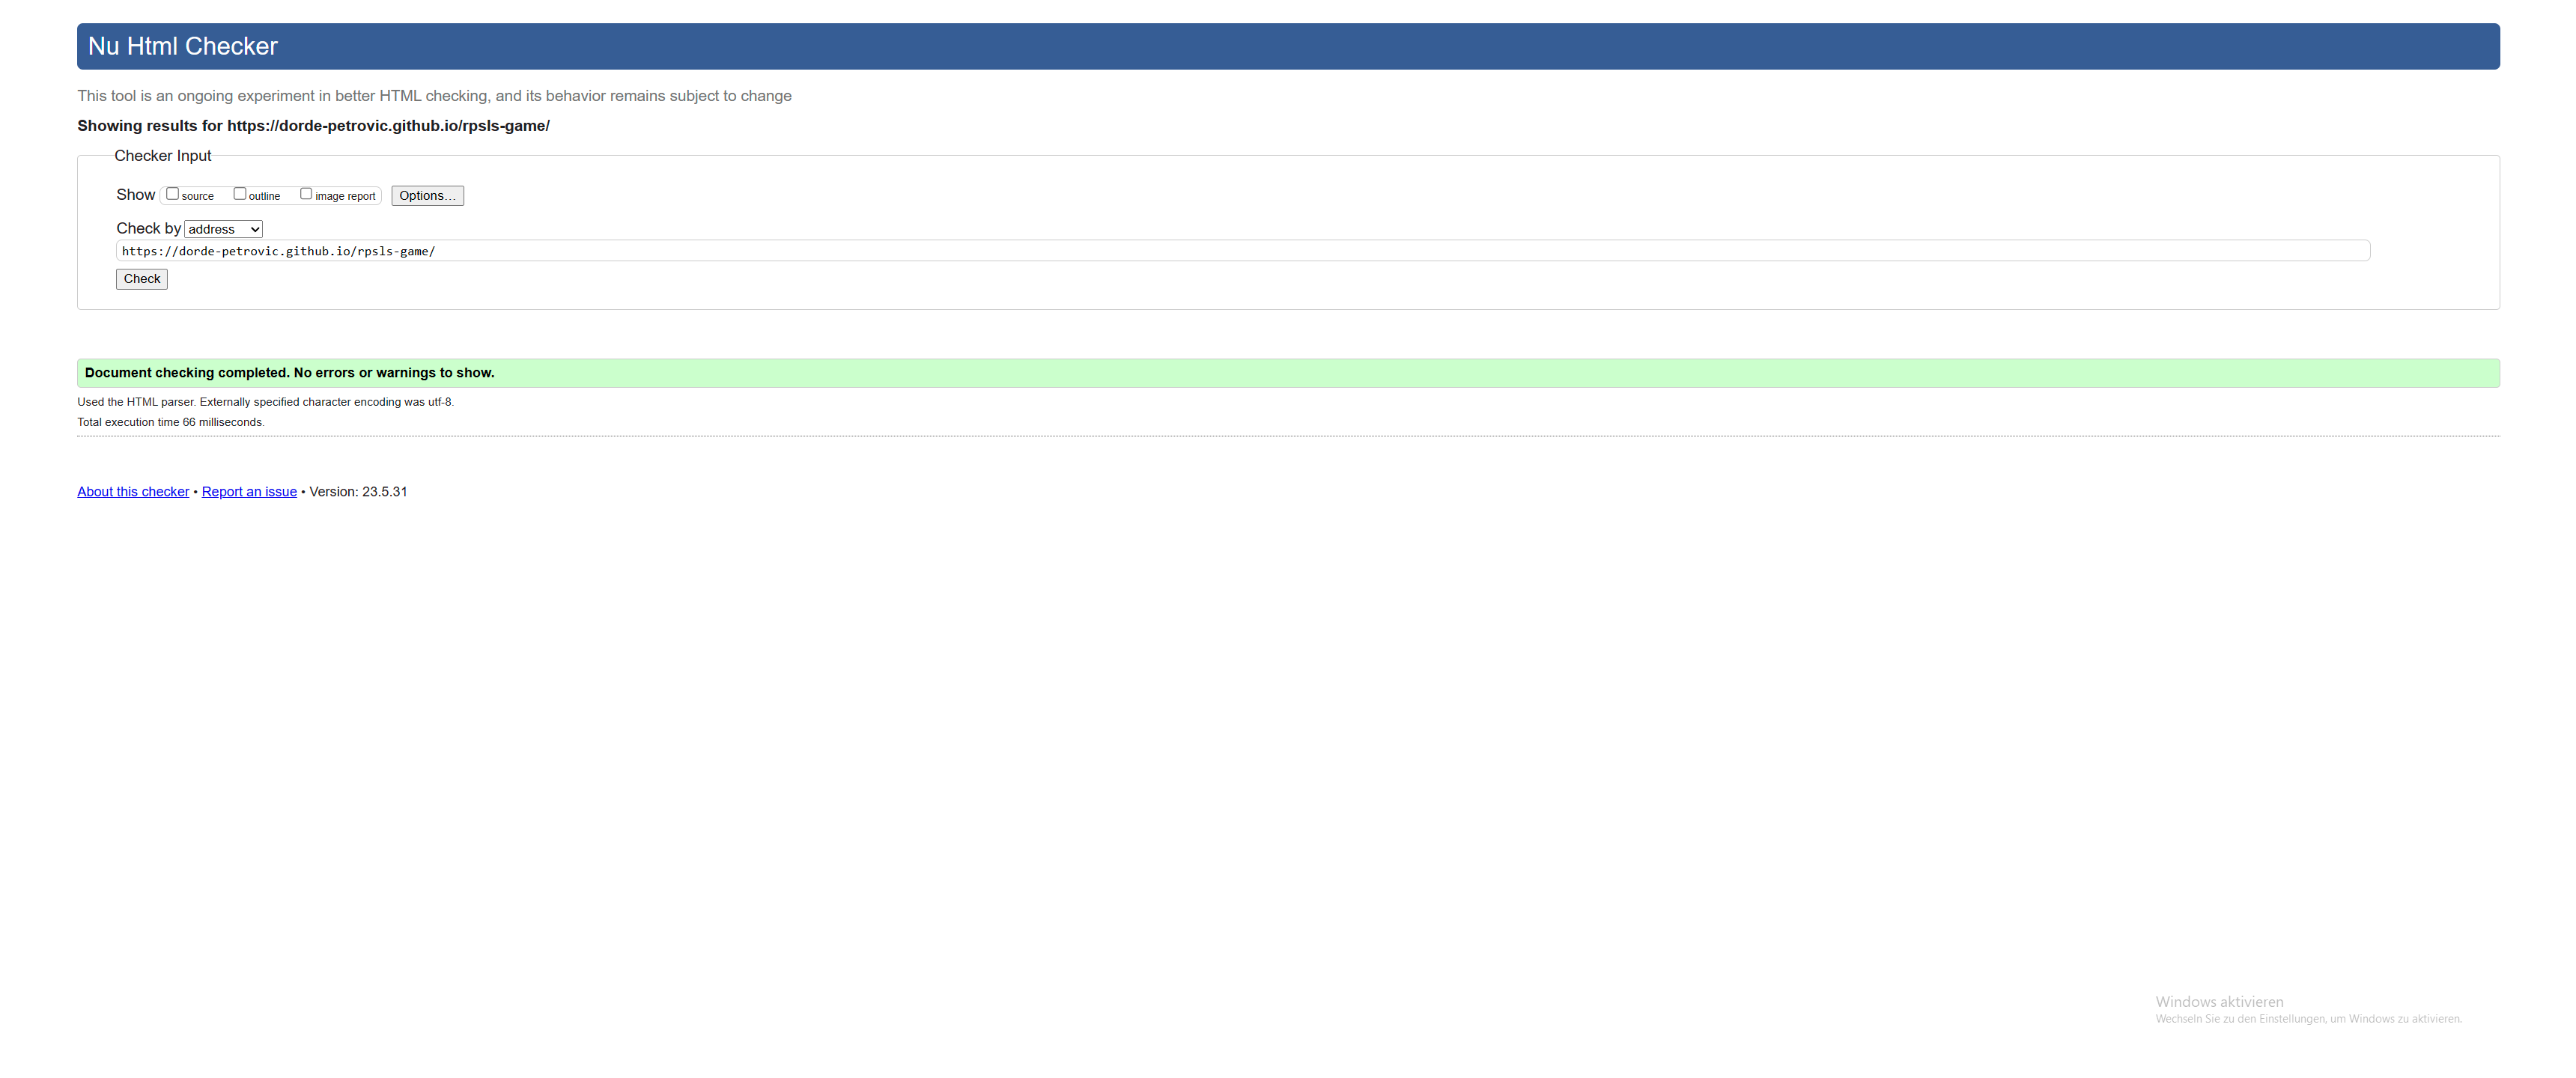 Nu Html Checker
This tool is an ongoing experiment in better HTML checking, and its behavior remains subject to change
Showing results for https://dorde-petrovic.github.io/rpsls-game/
Checker Input
Show source outline image report Options...
Check by address
https://dorde-petrovic.github.io/rpsls-game/
Check
Document checking completed. No errors or warnings to show.
Used the HTML parser. Externally specified character encoding was utf-8.
Total execution time 66 milliseconds.
About this checker • Report an issue • Version: 23.5.31
Windows aktivieren
Wechseln Sie zu den Einstellungen, um Windows zu aktivieren.